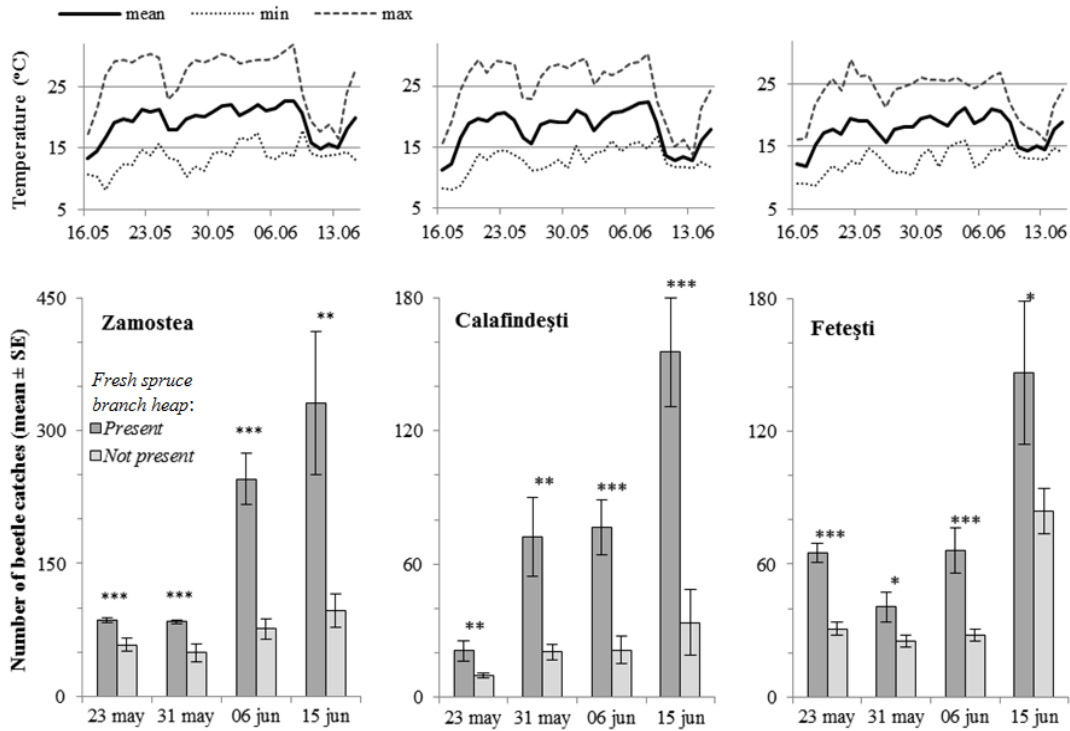 mean min max
Temperature (ºC)
25 25 25
15 15 15
5 5 5
16.05 23.05 30.05 06.06 13.06 16.05 23.05 30.05 06.06 13.06 16.05 23.05 30.05 06.06 13.06
Number of beetle catches (mean ± SE)
450
300
150
0
Zamostea
Fresh spruce
branch heap:
Present
Not present
*** *** *** **
23 may 31 may 06 jun 15 jun
180
120
60
0
Calafindeşti
** ** *** ***
23 may 31 may 06 jun 15 jun
180
120
60
0
Feteşti
*** * *** *
23 may 31 may 06 jun 15 jun